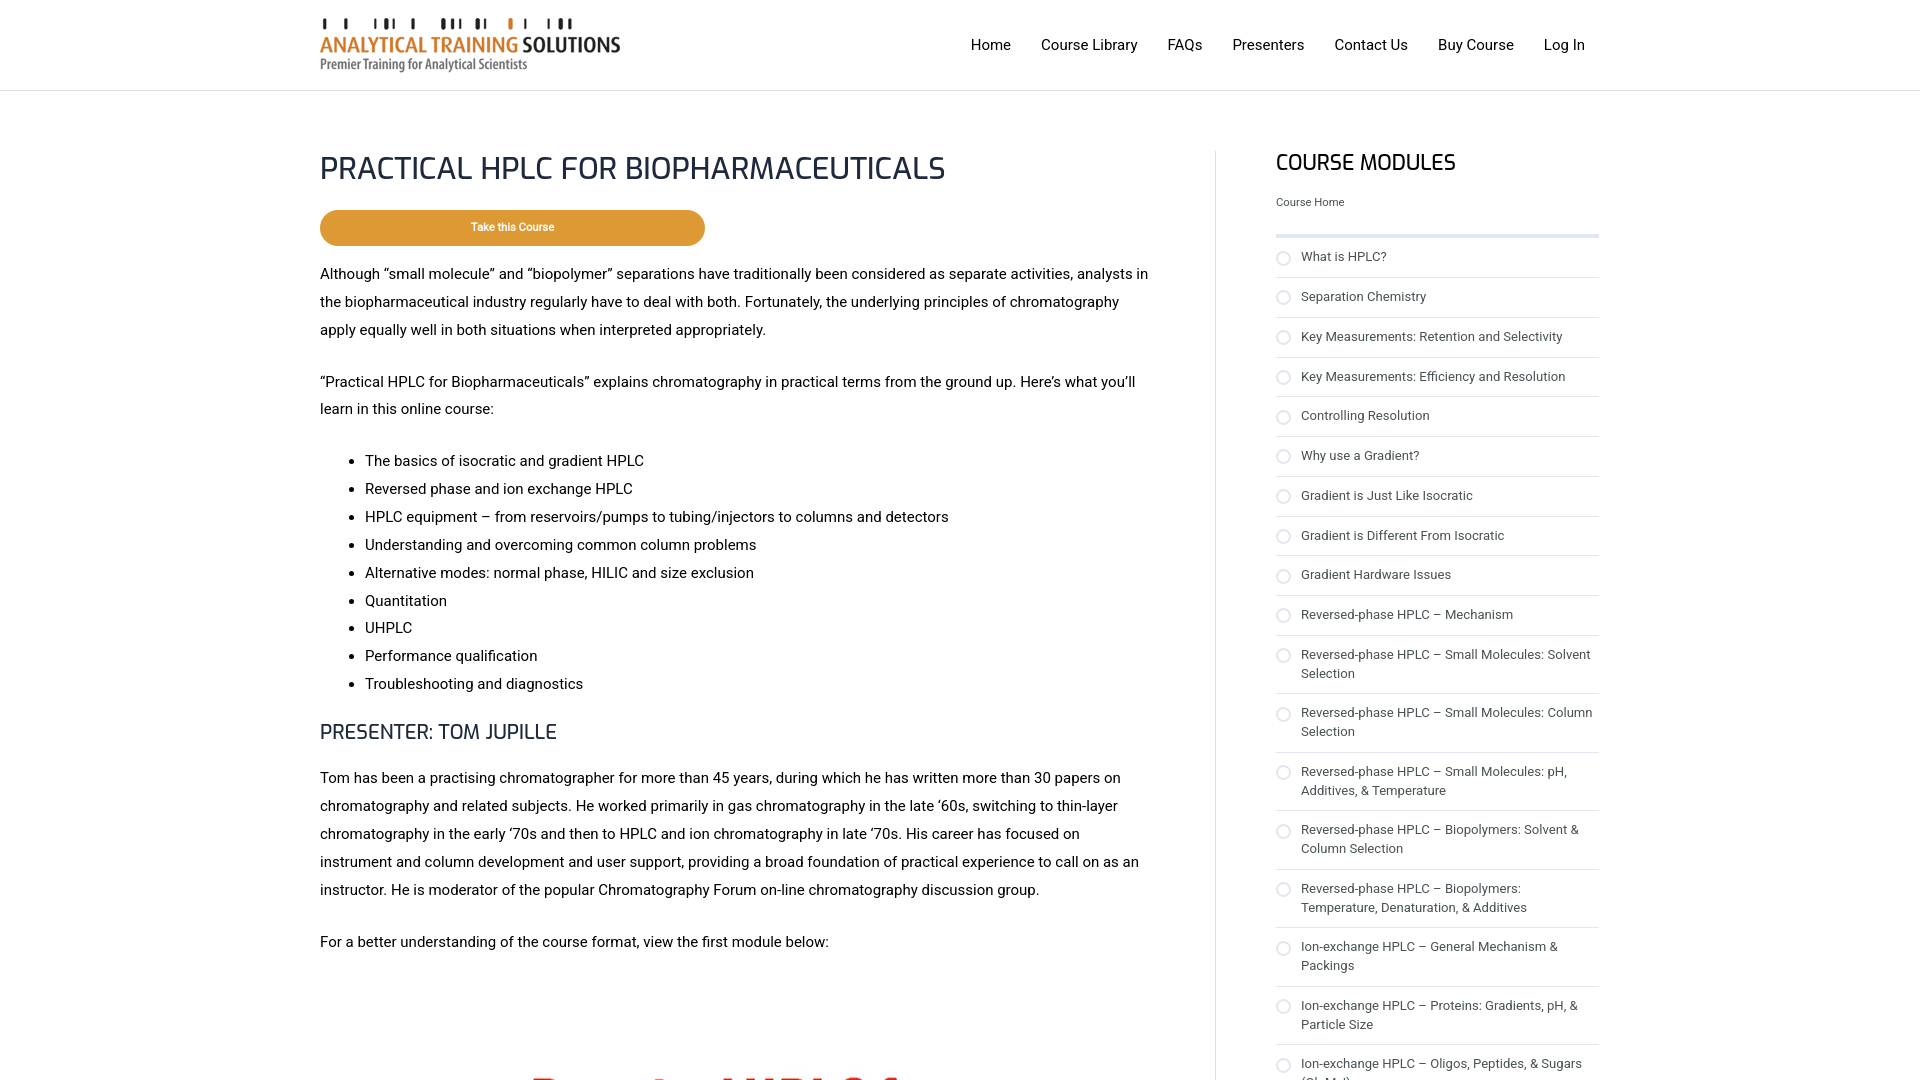 ANALYTICAL TRAINING SOLUTIONS
Premier Training for Analytical Scientists
Home
Course Library
FAQs
Presenters
Contact Us
Buy Course
Log In
PRACTICAL HPLC FOR BIOPHARMACEUTICALS
Take this Course
Although “small molecule” and “biopolymer” separations have traditionally been considered as separate activities, analysts in
the biopharmaceutical industry regularly have to deal with both. Fortunately, the underlying principles of chromatography
apply equally well in both situations when interpreted appropriately.
“Practical HPLC for Biopharmaceuticals” explains chromatography in practical terms from the ground up. Here’s what you’ll
learn in this online course:
• The basics of isocratic and gradient HPLC
• Reversed phase and ion exchange HPLC
• HPLC equipment – from reservoirs/pumps to tubing/injectors to columns and detectors
• Understanding and overcoming common column problems
• Alternative modes: normal phase, HILIC and size exclusion
• Quantitation
• UHPLC
• Performance qualification
• Troubleshooting and diagnostics
PRESENTER: TOM JUPILLE
Tom has been a practising chromatographer for more than 45 years, during which he has written more than 30 papers on
chromatography and related subjects. He worked primarily in gas chromatography in the late ‘60s, switching to thin-layer
chromatography in the early ‘70s and then to HPLC and ion chromatography in late ‘70s. His career has focused on
instrument and column development and user support, providing a broad foundation of practical experience to call on as an
instructor. He is moderator of the popular Chromatography Forum on-line chromatography discussion group.
For a better understanding of the course format, view the first module below:
COURSE MODULES
Course Home
What is HPLC?
Separation Chemistry
Key Measurements: Retention and Selectivity
Key Measurements: Efficiency and Resolution
Controlling Resolution
Why use a Gradient?
Gradient is Just Like Isocratic
Gradient is Different From Isocratic
Gradient Hardware Issues
Reversed-phase HPLC – Mechanism
Reversed-phase HPLC – Small Molecules: Solvent
Selection
Reversed-phase HPLC – Small Molecules: Column
Selection
Reversed-phase HPLC – Small Molecules: pH,
Additives, & Temperature
Reversed-phase HPLC – Biopolymers: Solvent &
Column Selection
Reversed-phase HPLC – Biopolymers:
Temperature, Denaturation, & Additives
Ion-exchange HPLC – General Mechanism &
Packings
Ion-exchange HPLC – Proteins: Gradients, pH, &
Particle Size
Ion-exchange HPLC – Oligos, Peptides, & Sugars